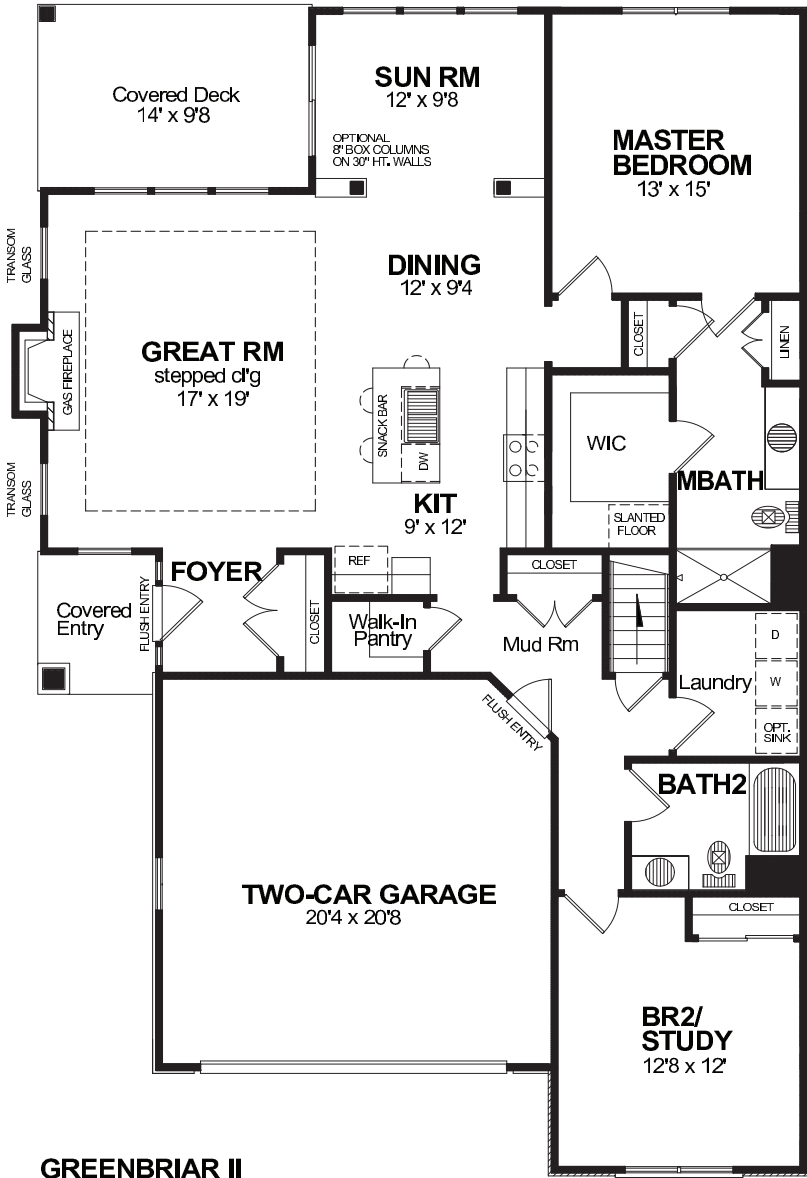 Covered Deck
14' x 9'8
SUN RM
12' x 9'8
OPTIONAL
8" BOX COLUMNS
ON 30" HT. WALLS
MASTER
BEDROOM
13' x 15'
TRANSOM
GLASS
DINING
12' x 9'4
GREAT RM
stepped cl'g
17' x 19'
GAS FIREPLACE
CLOSET
LINEN
SNACK BAR
DW
WIC
MBATH
TRANSOM
GLASS
KIT
9' x 12'
SLANTED
FLOOR
REF
CLOSET
FOYER
Covered
Entry
FLUSH ENTRY
CLOSET
Walk-In
Pantry
Mud Rm
D
W
OPT.
SINK
Laundry
FLUSH ENTRY
BATH2
TWO-CAR GARAGE
20'4 x 20'8
CLOSET
BR2/
STUDY
12'8 x 12'
GREENBRIAR II